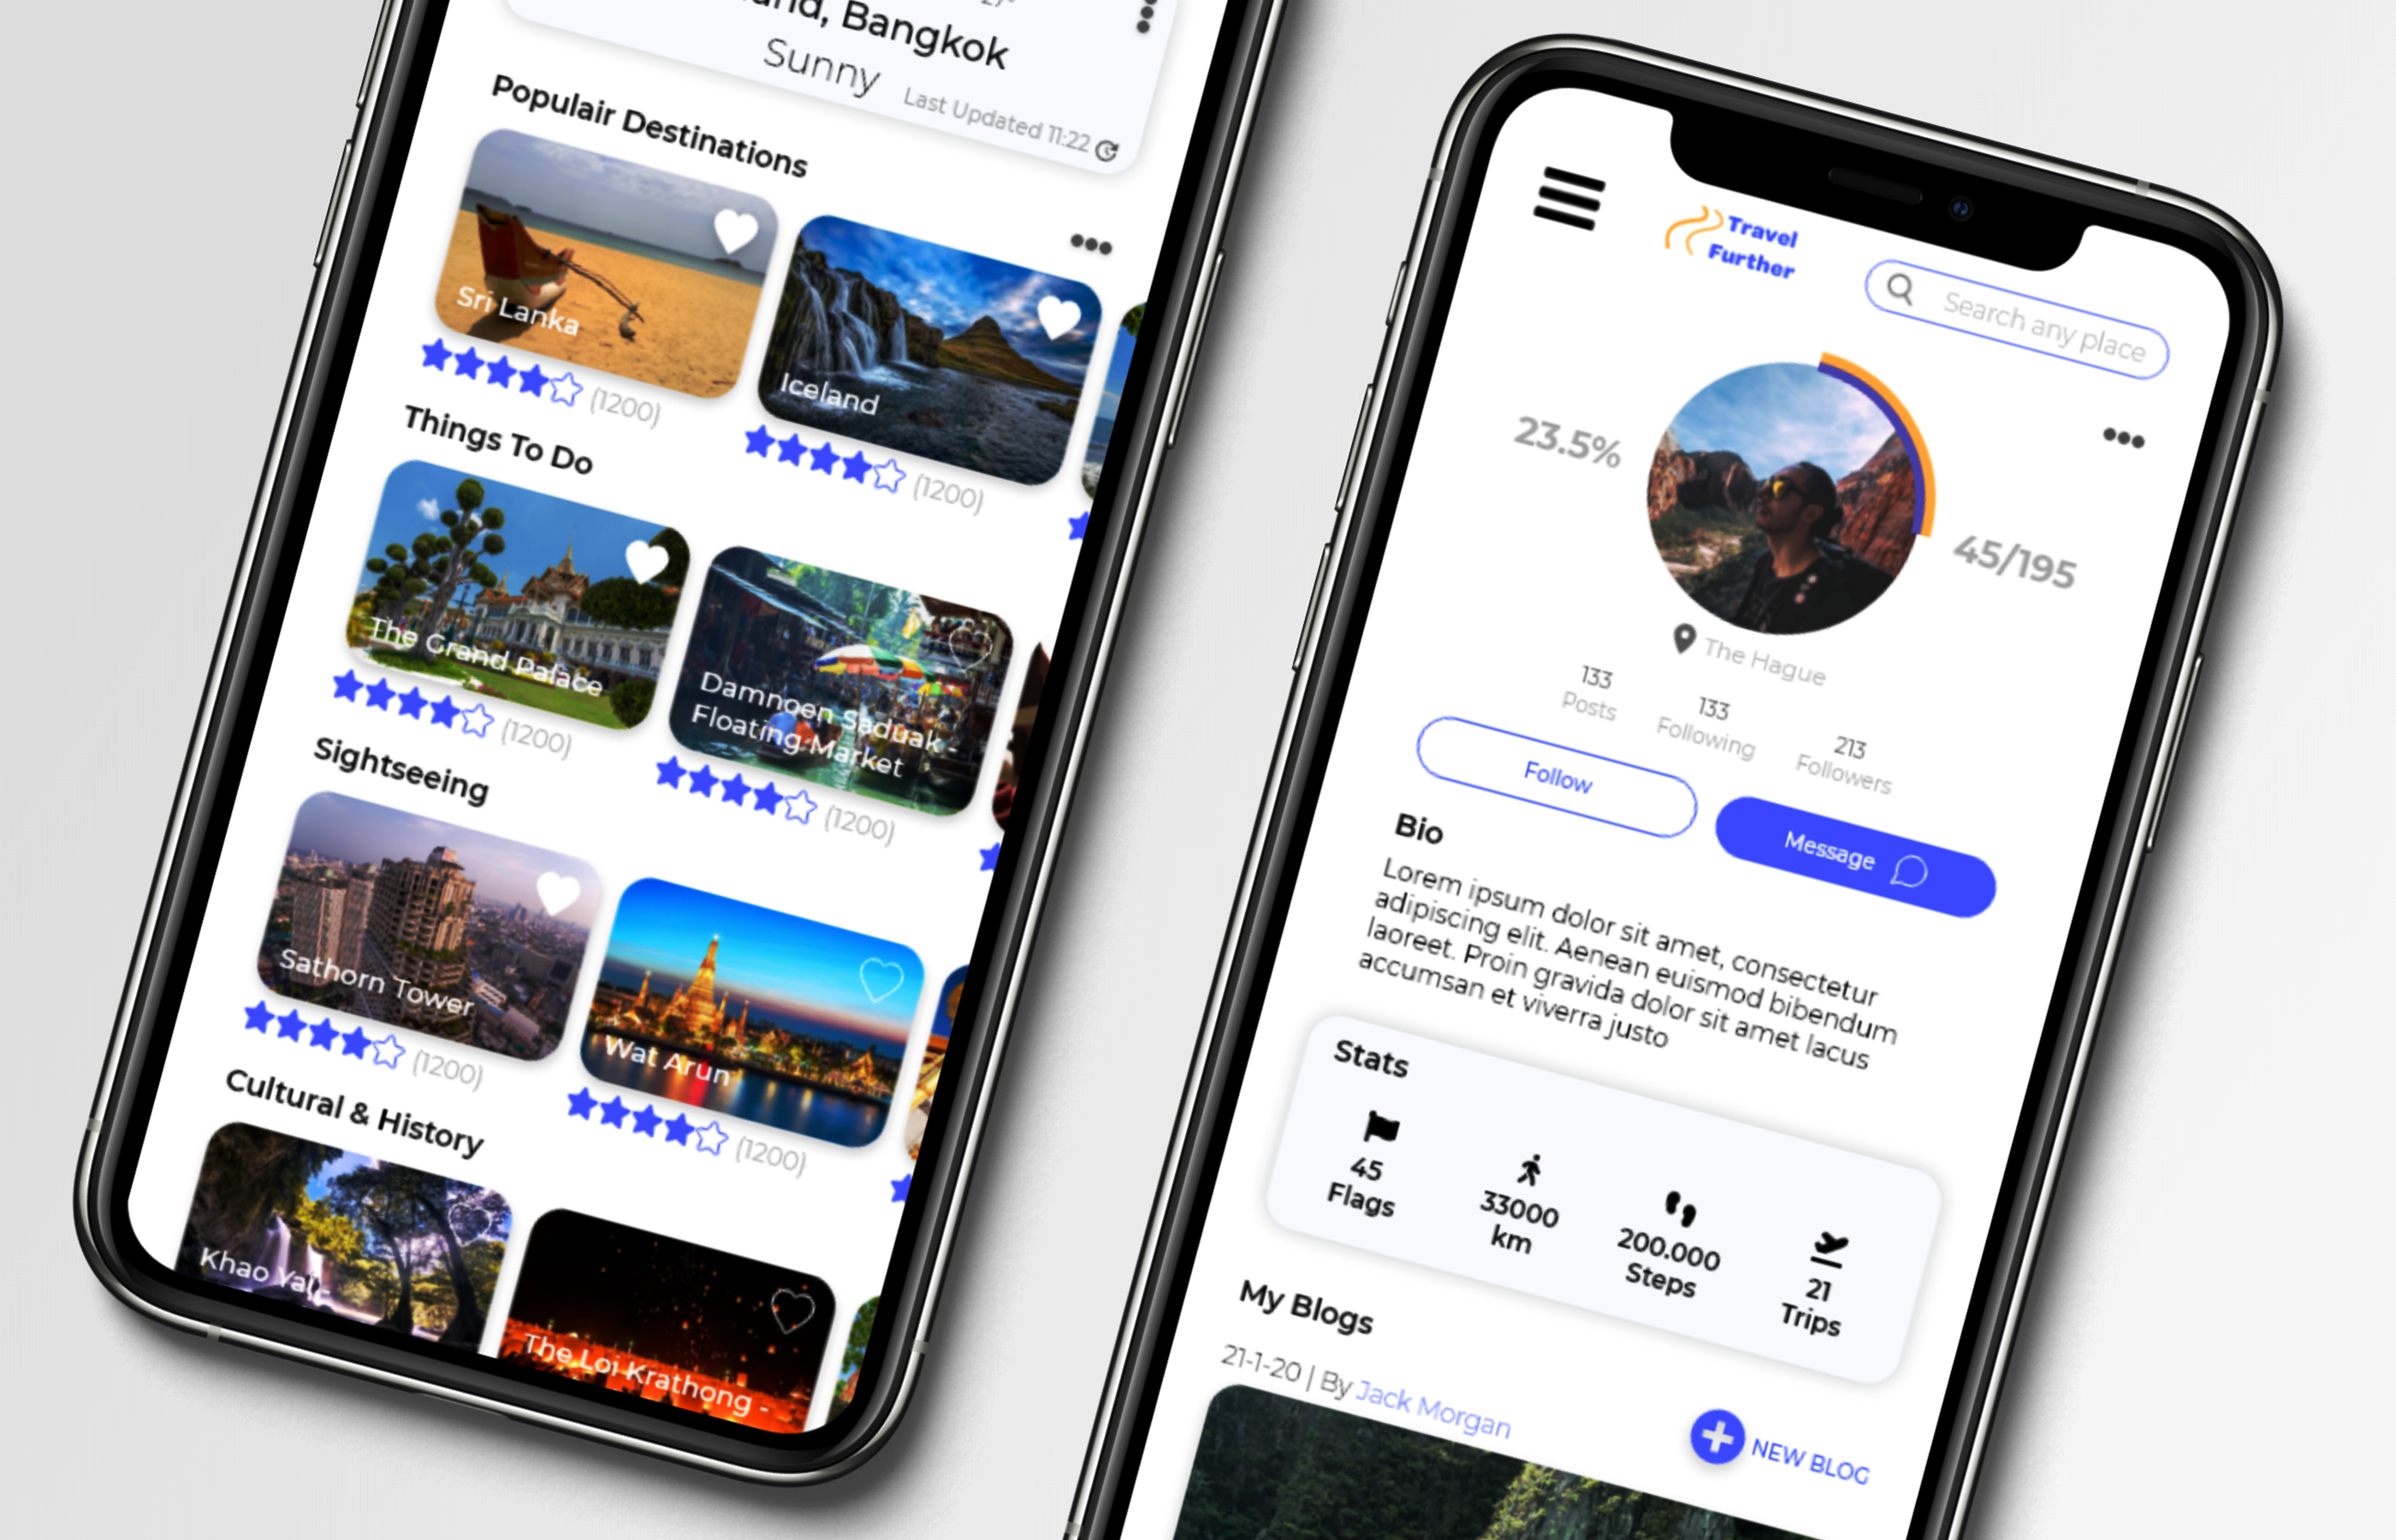 Bangkok
Sunny
Last Updated 11:22
Populair Destinations
Sri Lanka
Iceland
(1200)
(1200)
Things To Do
The Grand Palace
Damnoen Saduak -
Floating Market
(1200)
(1200)
Sightseeing
Sathorn Tower
Wat Arun
(1200)
(1200)
Cultural & History
Khao Yai
The Loi Krathong -
Travel
Further
Search any place
23.5%
45/195
The Hague
133
Posts
133
Following
213
Followers
Follow
Message
Bio
Lorem ipsum dolor sit amet, consectetur
adipiscing elit. Aenean euismod bibendum
laoreet. Proin gravida dolor sit amet lacus
accumsan et viverra justo
Stats
45
Flags
33000
km
200.000
Steps
21
Trips
My Blogs
21-1-20 | By Jack Morgan
NEW BLOG